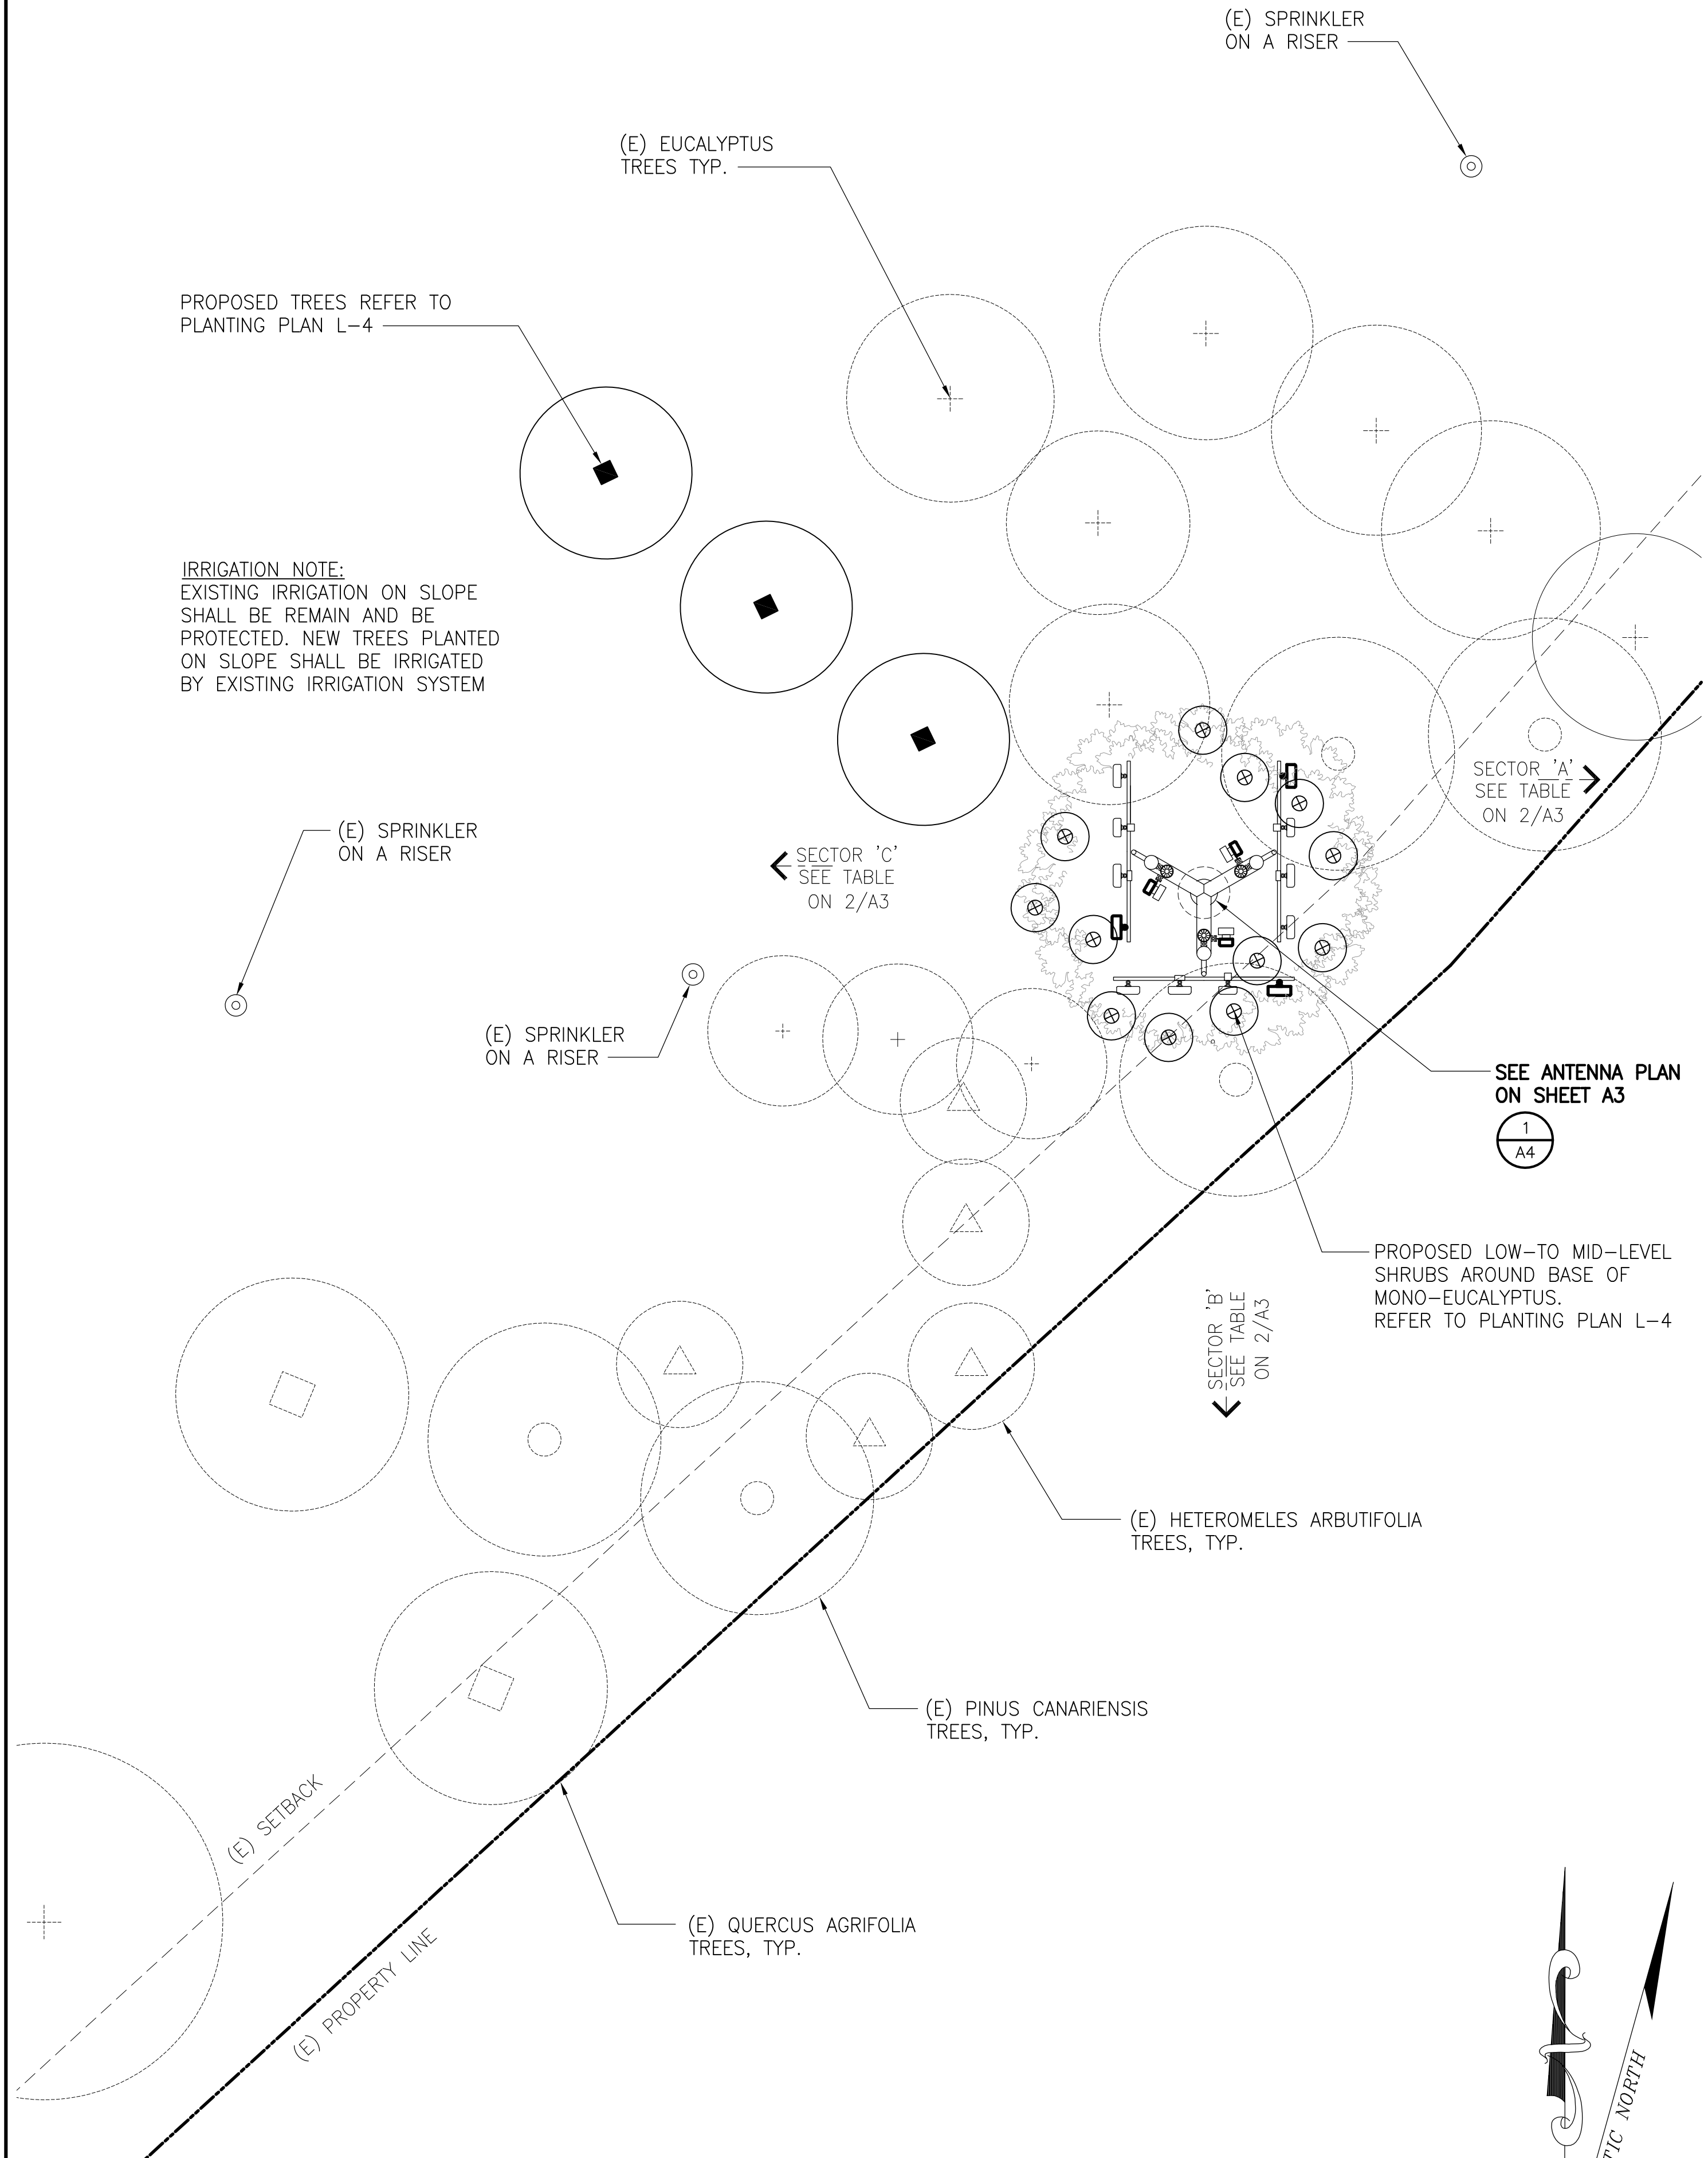 (E) SPRINKLER
ON A RISER
(E) EUCALYPTUS
TREES TYP.
PROPOSED TREES REFER TO
PLANTING PLAN L-4
IRRIGATION NOTE:
EXISTING IRRIGATION ON SLOPE
SHALL BE REMAIN AND BE
PROTECTED. NEW TREES PLANTED
ON SLOPE SHALL BE IRRIGATED
BY EXISTING IRRIGATION SYSTEM
SECTOR 'A'
SEE TABLE
ON 2/A3
(E) SPRINKLER
ON A RISER
SECTOR 'C'
SEE TABLE
ON 2/A3
(E) SPRINKLER
ON A RISER
SEE ANTENNA PLAN
ON SHEET A3
1
A4
PROPOSED LOW-TO MID-LEVEL
SHRUBS AROUND BASE OF
MONO-EUCALYPTUS.
REFER TO PLANTING PLAN L-4
SECTOR 'B'
SEE TABLE
ON 2/A3
(E) HETEROMELES ARBUTIFOLIA
TREES, TYP.
(E) PINUS CANARIENSIS
TREES, TYP.
(E) SETBACK
(E) QUERCUS AGRIFOLIA
TREES, TYP.
(E) PROPERTY LINE
TIC NORTH